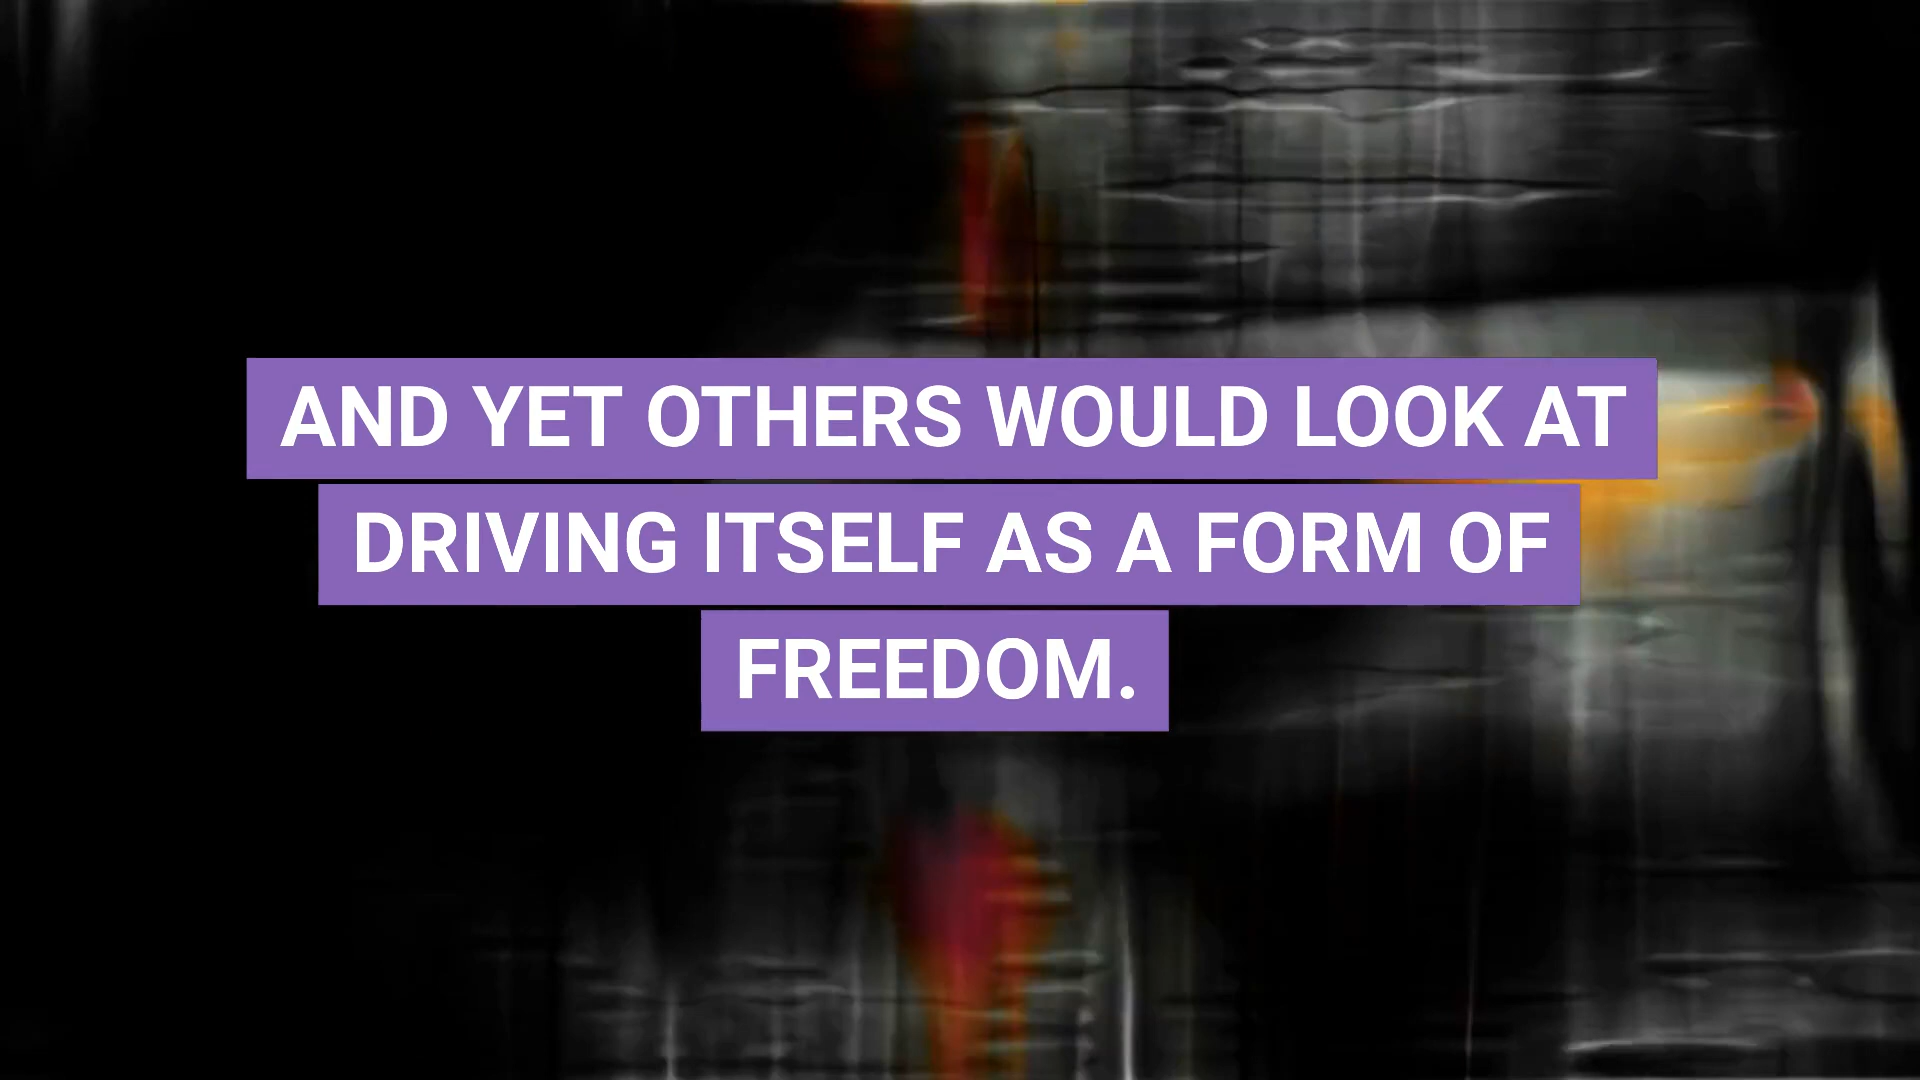 AND YET OTHERS WOULD LOOK AT
DRIVING ITSELF AS A FORM OF
FREEDOM.